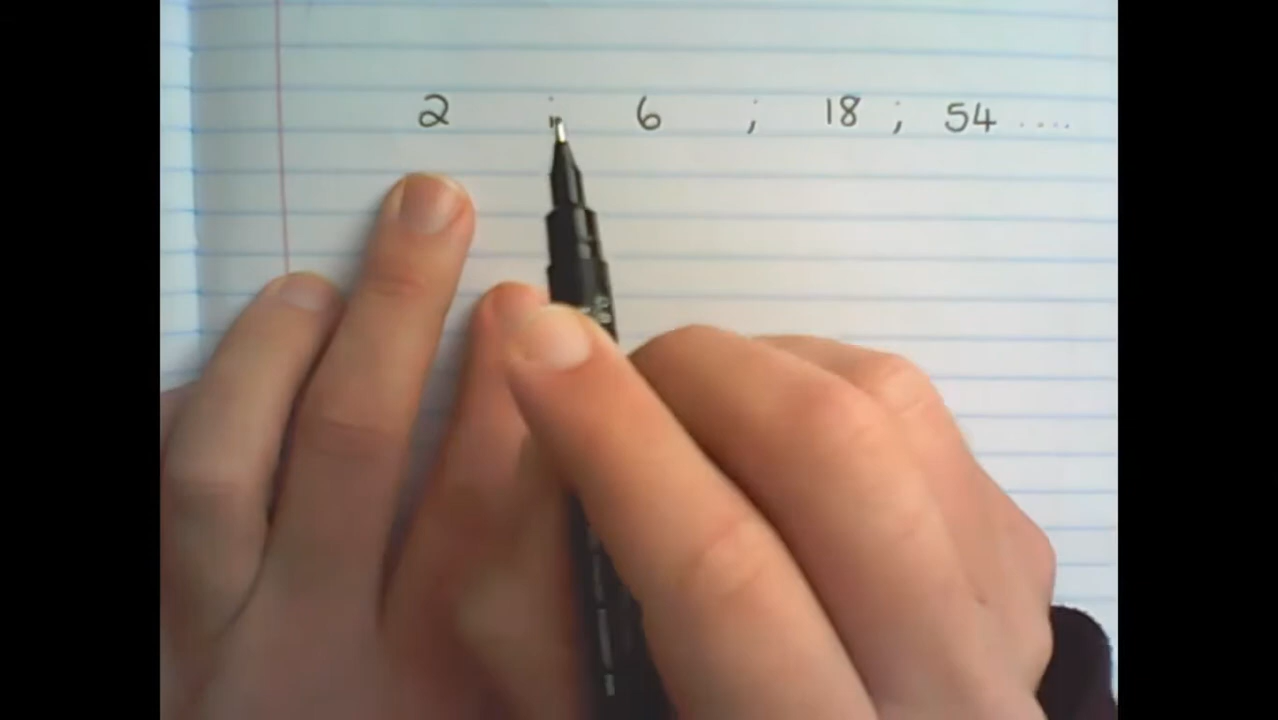 2 ; 6 ; 18 ; 54 ....